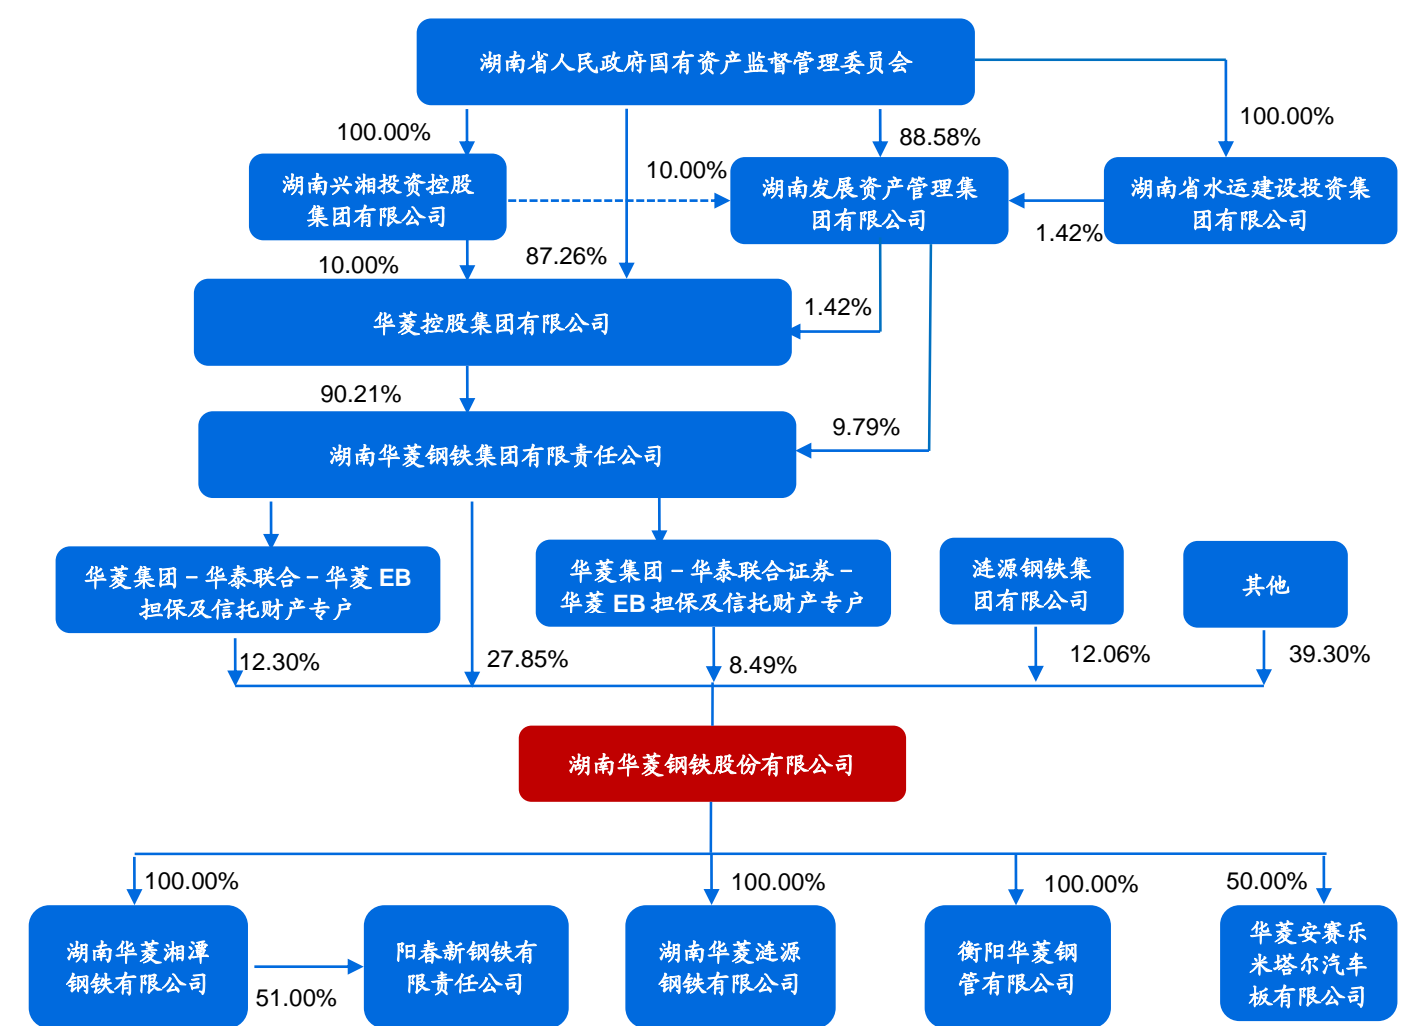 湖南省人民政府国有资产监督管理委员会
100.00%
88.58%
100.00%
湖南兴湘投资控股
集团有限公司
10.00%
湖南发展资产管理集
团有限公司
湖南省水运建设投资集
团有限公司
1.42%
10.00%
87.26%
1.42%
华菱控股集团有限公司
90.21%
9.79%
湖南华菱钢铁集团有限责任公司
华菱集团－华泰联合－华菱 EB
担保及信托财产专户
华菱集团－华泰联合证券－
华菱 EB 担保及信托财产专户
涟源钢铁集
团有限公司
其他
12.30%
27.85%
8.49%
12.06%
39.30%
湖南华菱钢铁股份有限公司
100.00%
100.00%
100.00%
50.00%
湖南华菱湘潭
钢铁有限公司
51.00%
阳春新钢铁有
限责任公司
湖南华菱涟源
钢铁有限公司
衡阳华菱钢
管有限公司
华菱安赛乐
米塔尔汽车
板有限公司